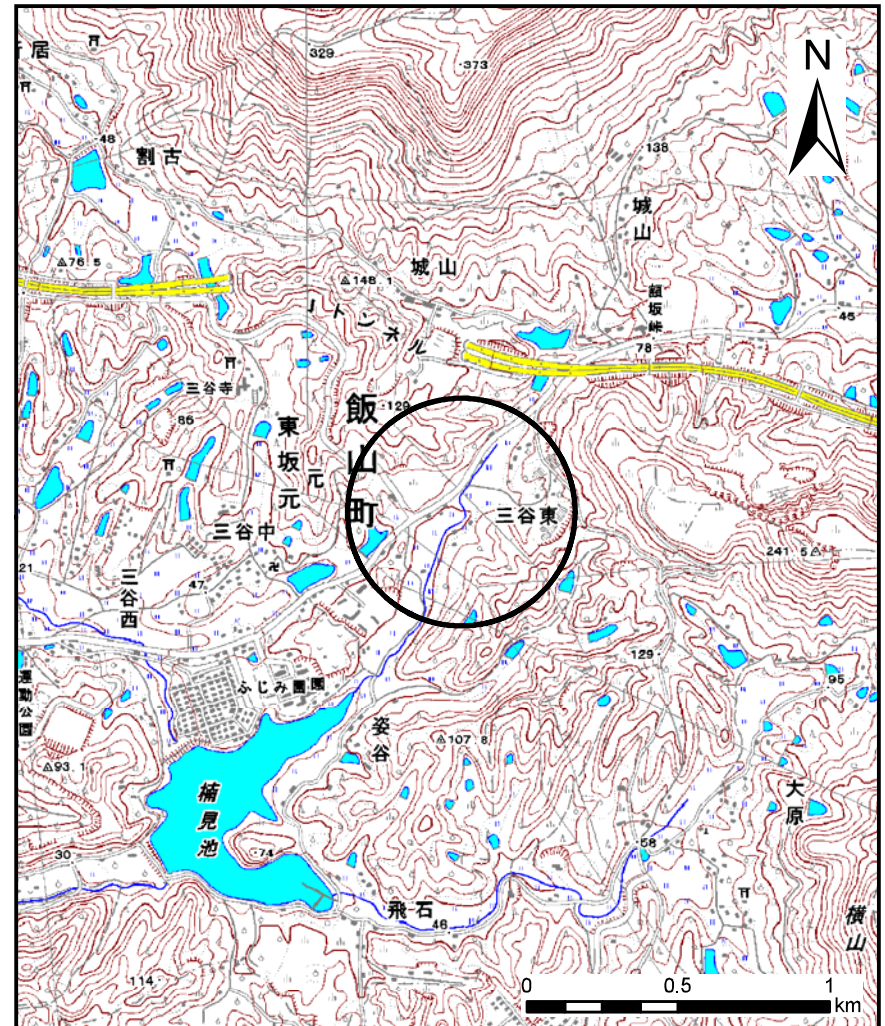 居
329
373
N
48
割古
138
城山
76.5
城山
148.1
トンネル
額坂峠
45
78
三谷寺
飯山町
129
86
東坂元
元
三谷東
三谷中
241.5
21
三谷西
47
129
95
ふじみ園團
運動公園
姿谷
107.8
93.1
大原
楠見池
30
74
58
飛石
46
横山
114
0 0.5 1
km